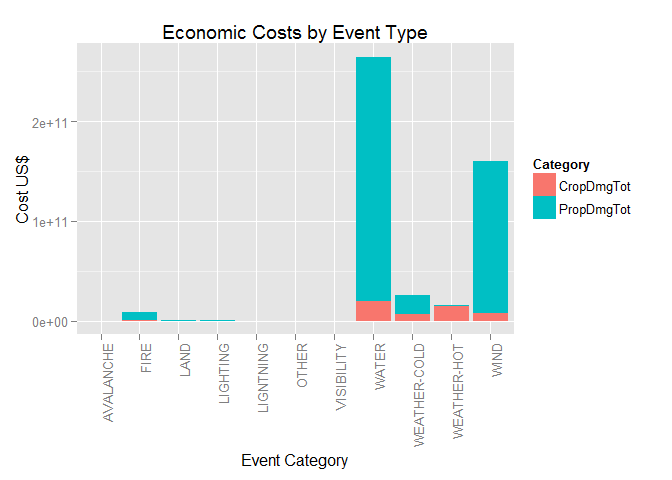 Economic Costs by Event Type
Cost US$
2e+11
1e+11
0e+00
AVALANCHE
FIRE
LAND
LIGHTING
LIGNTNING
OTHER
VISIBILITY
WATER
WEATHER-COLD
WEATHER-HOT
WIND
Event Category
Category
CropDmgTot
PropDmgTot